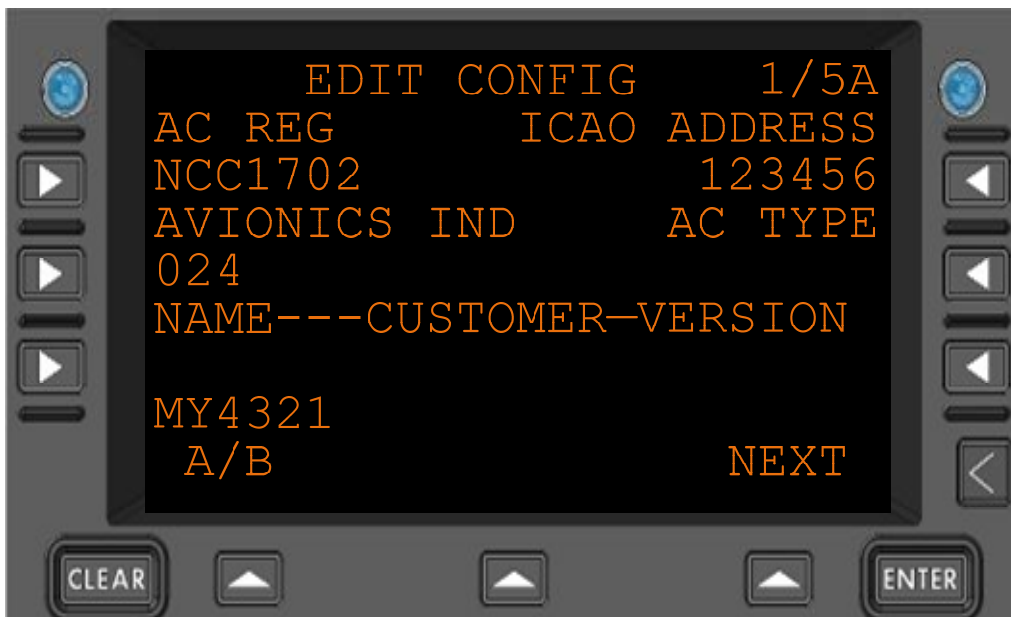 EDIT CONFIG 1/5A
AC REG ICAO ADDRESS
NCC1702 123456
AVIONICS IND AC TYPE
024
NAME---CUSTOMER—VERSION
MY4321
A/B NEXT
CLEAR ENTER